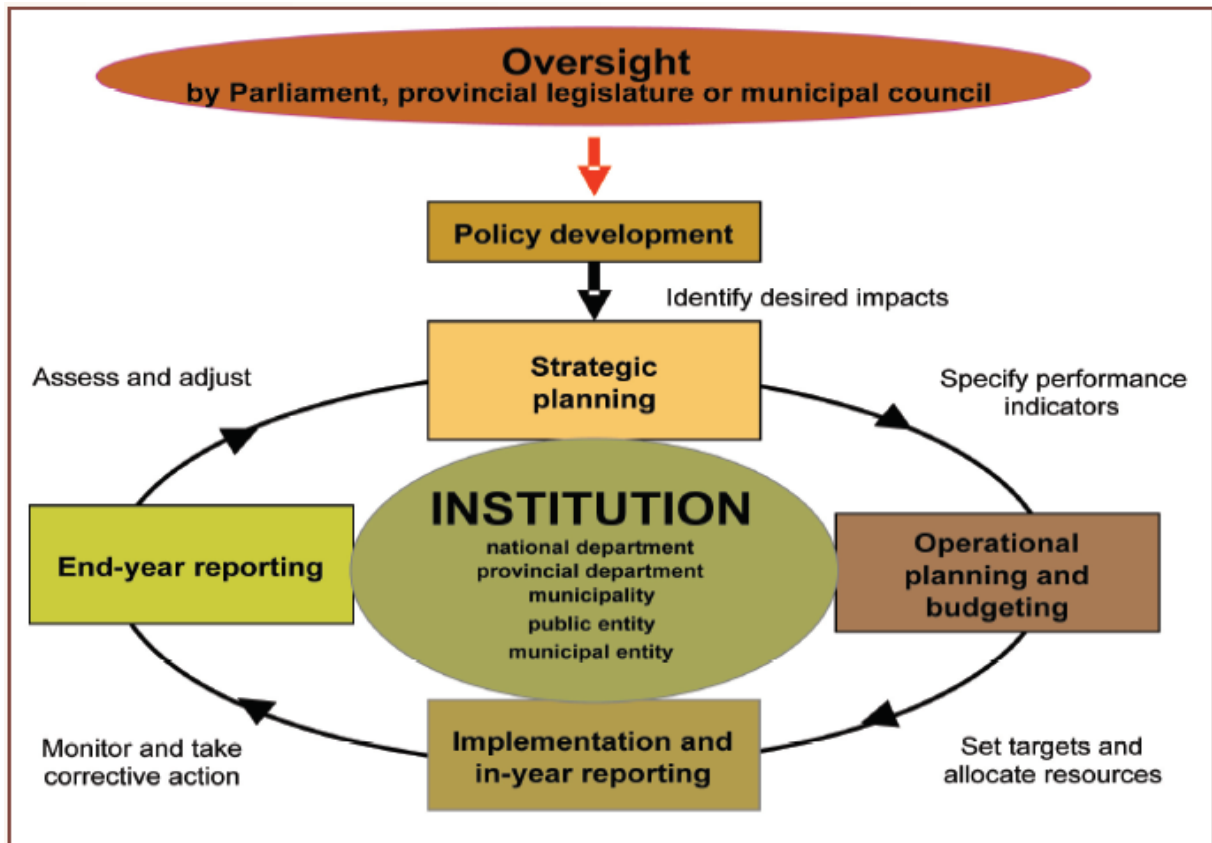 Oversight
by Parliament, provincial legislature or municipal council
Policy development
Identify desired impacts
Strategic
planning
Assess and adjust
Specify performance
indicators
INSTITUTION
national department
provincial department
municipality
public entity
municipal entity
End-year reporting
Operational
planning and
budgeting
Implementation and
in-year reporting
Monitor and take
corrective action
Set targets and
allocate resources